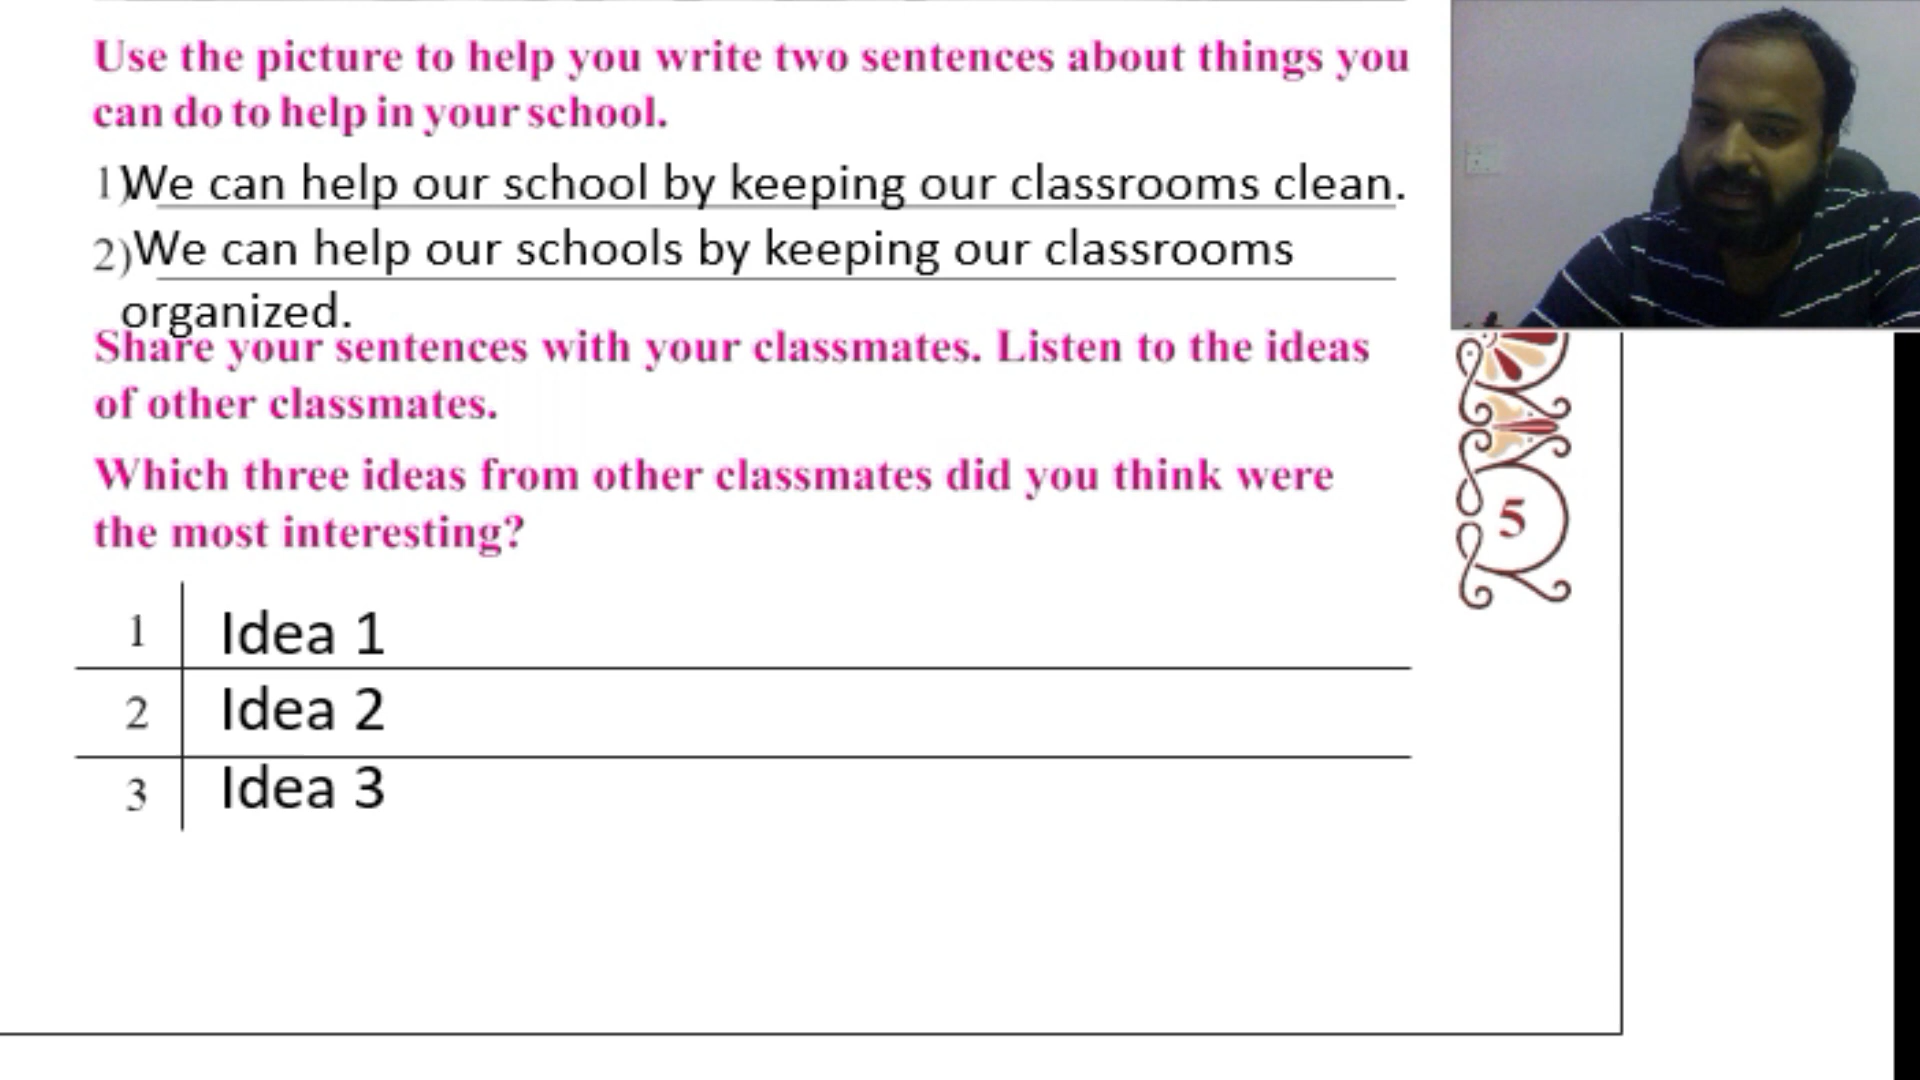 Use the picture to help you write two sentences about things you
can do to help in your school.
1)We can help our school by keeping our classrooms clean.
2)We can help our schools by keeping our classrooms
organized.
Share your sentences with your classmates. Listen to the ideas
of other classmates.
Which three ideas from other classmates did you think were
the most interesting?
5
1 Idea 1
2 Idea 2
3 Idea 3